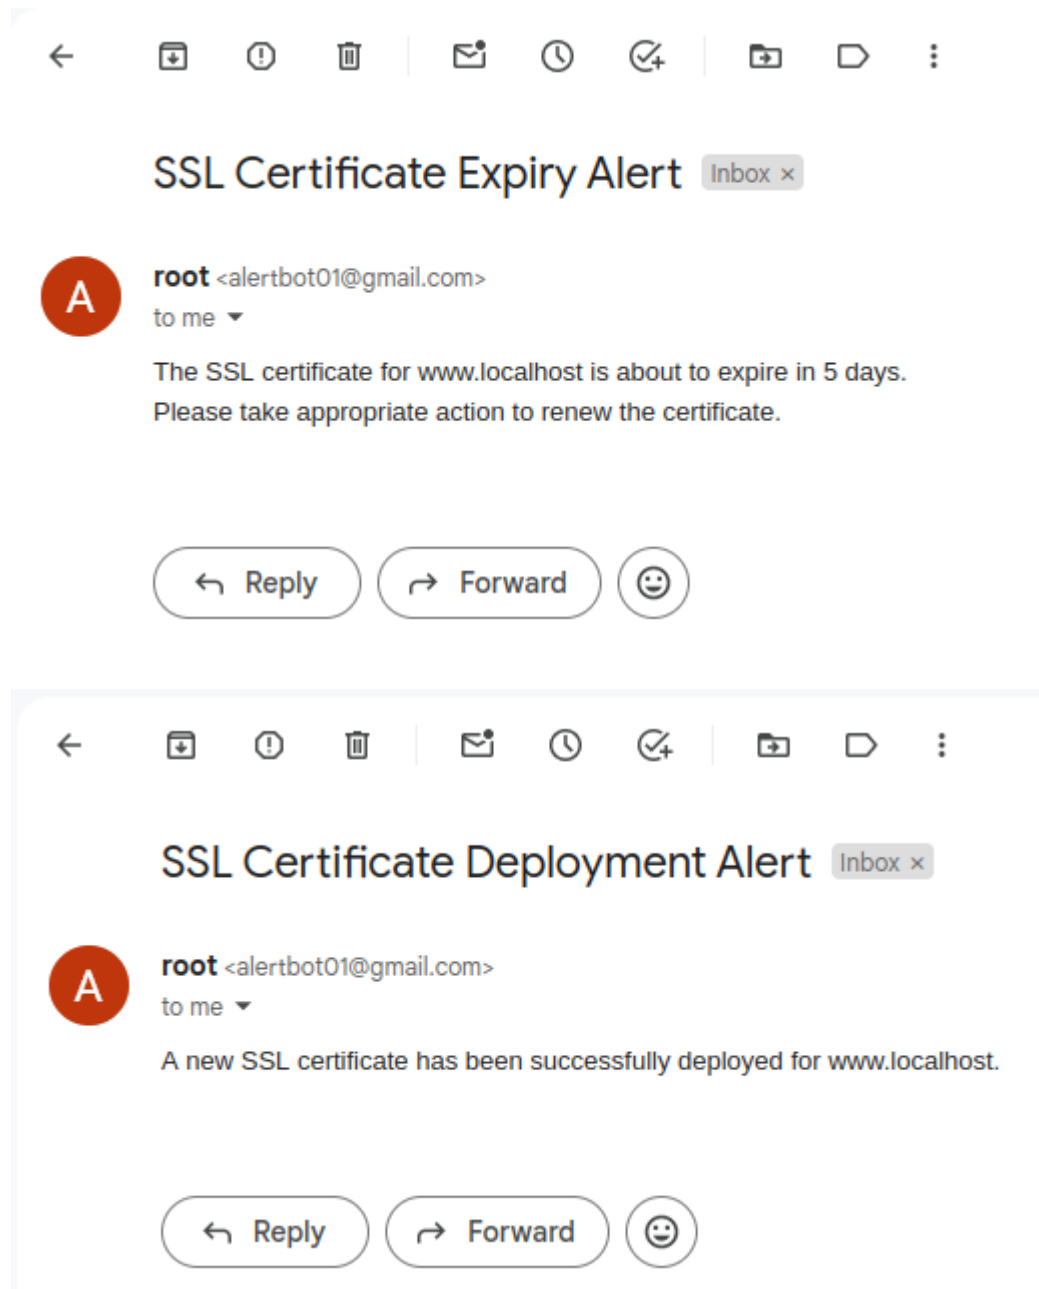 SSL Certificate Expiry Alert Inbox ×
A
root <alertbot01@gmail.com>
to me
The SSL certificate for www.localhost is about to expire in 5 days.
Please take appropriate action to renew the certificate.
Reply Forward
SSL Certificate Deployment Alert Inbox ×
A
root <alertbot01@gmail.com>
to me
A new SSL certificate has been successfully deployed for www.localhost.
Reply Forward